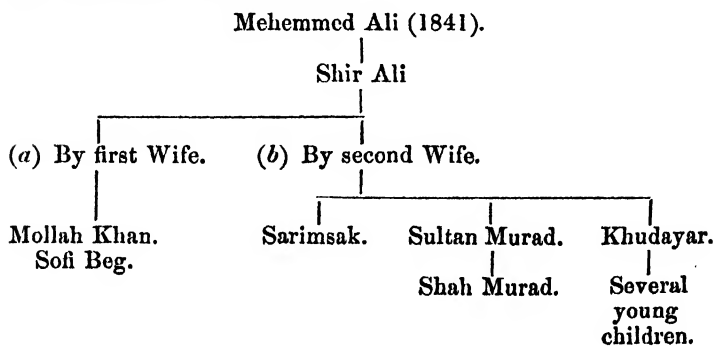 Mehemmed Ali (1841).
Shir Ali
(a) By first Wife. (b) By second Wife.
Mollah Khan. Sarimsak. Sultan Murad. Khudayar.
Sofi Beg. Shah Murad. Several
young
children.